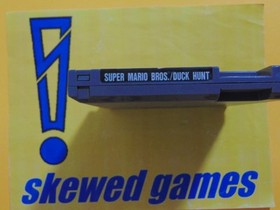 SUPER MARIO BROS./DUCK HUNT
skewed games